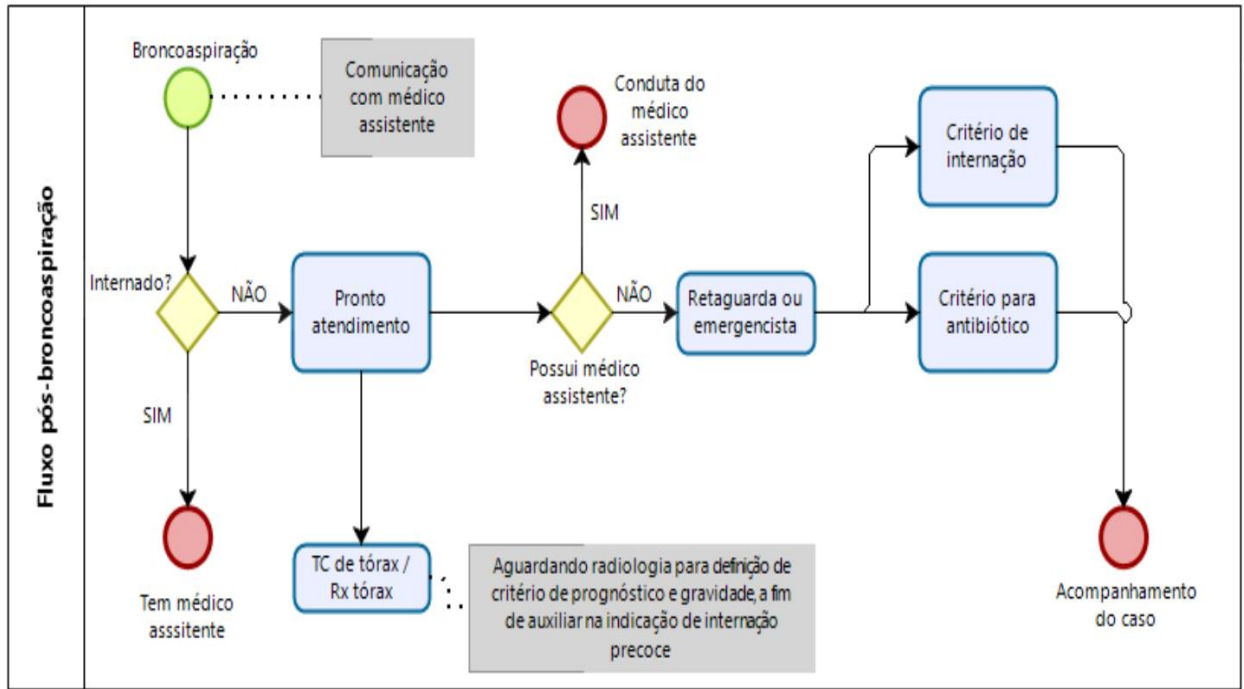 Fluxo pós-broncoaspiração
Broncoaspiração
Comunicação
com médico
assistente
Internado?
NÃO
SIM
Tem médico
asssitente
Pronto
atendimento
TC de tórax /
Rx tórax
Aguardando radiologia para definição de
critério de prognóstico e gravidade, a fim
de auxiliar na indicação de internação
precoce
Conduta do
médico
assistente
SIM
NÃO
Possui médico
assistente?
Retaguarda ou
emergencista
Critério de
internação
Critério para
antibiótico
Acompanhamento
do caso